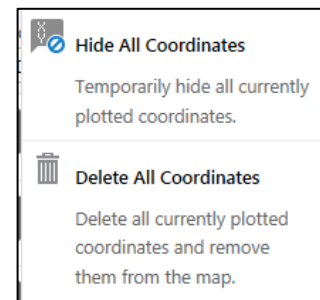 Hide All Coordinates
Temporarily hide all currently
plotted coordinates.
Delete All Coordinates
Delete all currently plotted
coordinates and remove
them from the map.